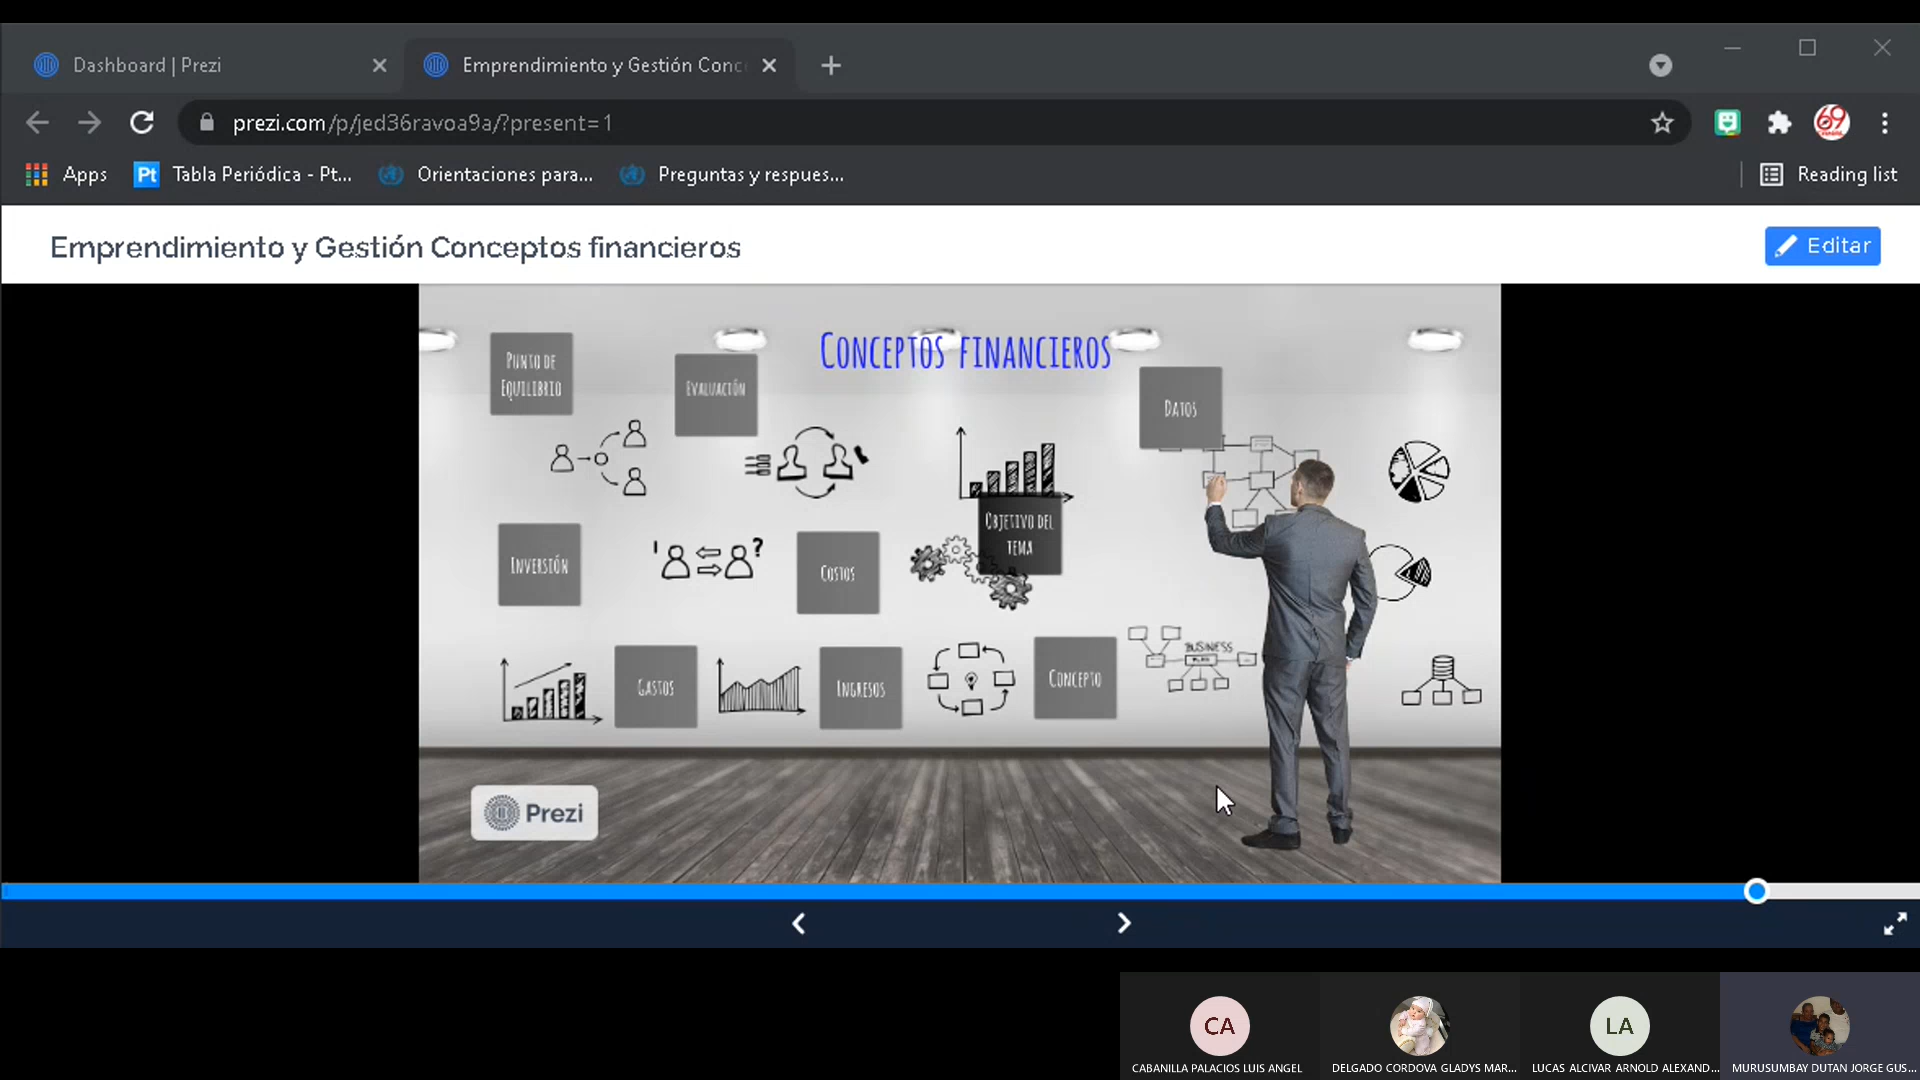 Dashboard | Prezi
Emprendimiento y Gestión Conc
prezi.com/p/jed36ravoa9a/?present=1
Apps
Pt
Tabla Periódica - Pt...
Orientaciones para...
Preguntas y respues...
Reading list
Emprendimiento y Gestión Conceptos financieros
Editar
Conceptos financieros
Punto de
Equilibrio
Evaluación
Datos
Objetivo del
tema
Inversión
Costos
Gastos
Ingresos
Concepto
BUSINESS
Prezi
CA
LA
CABANILLA PALACIOS LUIS ANGEL
DELGADO CORDOVA GLADYS MAR...
LUCAS ALCIVAR ARNOLD ALEXAND...
MURUSUMBAY DUTAN JORGE GUS...